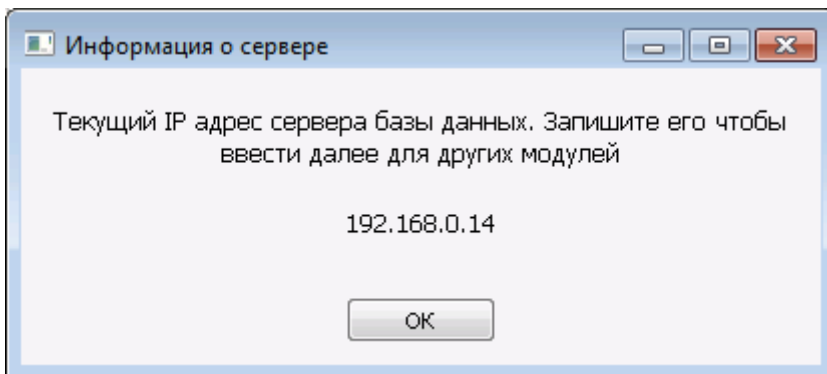 Информация о сервере
Текущий IP адрес сервера базы данных. Запишите его чтобы
ввести далее для других модулей
192.168.0.14
ОК